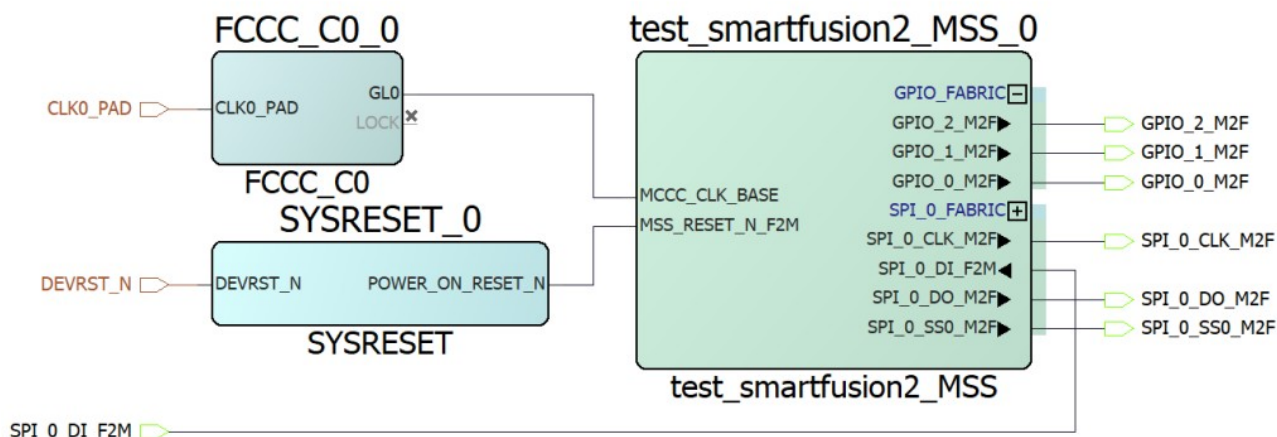 FCCC_C0_0
CLK0_PAD
CLK0_PAD
GL0
LOCK
FCCC_C0
SYSRESET_0
DEVRST_N
DEVRST_N
POWER_ON_RESET_N
SYSRESET
test_smartfusion2_MSS_0
MCCC_CLK_BASE
MSS_RESET_N_F2M
GPIO_FABRIC
GPIO_2_M2F
GPIO_1_M2F
GPIO_0_M2F
SPI_0_FABRIC
SPI_0_CLK_M2F
SPI_0_DI_F2M
SPI_0_DO_M2F
SPI_0_SS0_M2F
test_smartfusion2_MSS
GPIO_2_M2F
GPIO_1_M2F
GPIO_0_M2F
SPI_0_CLK_M2F
SPI_0_DO_M2F
SPI_0_SS0_M2F
SPI_0_DI_F2M